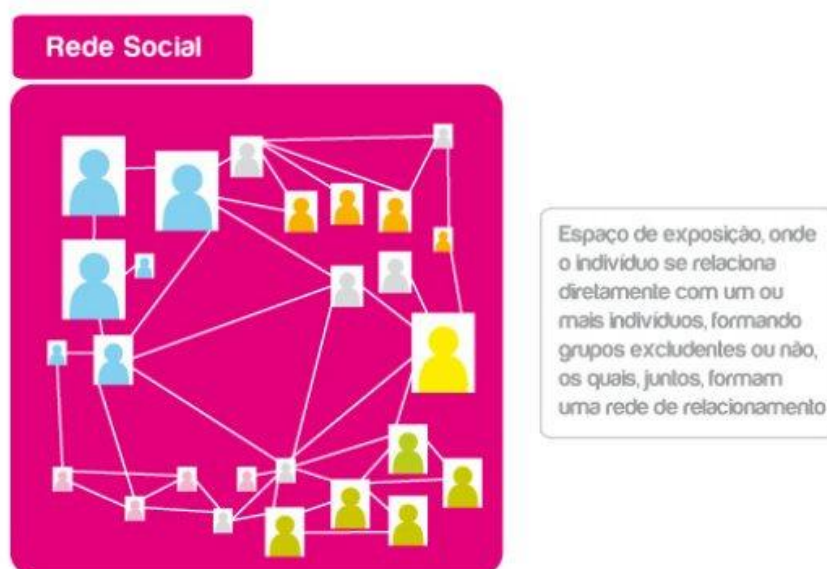 Rede Social
Espaço de exposição, onde
o indivíduo se relaciona
diretamente com um ou
mais indivíduos, formando
grupos excludentes ou não,
os quais, juntos, formam
uma rede de relacionamento